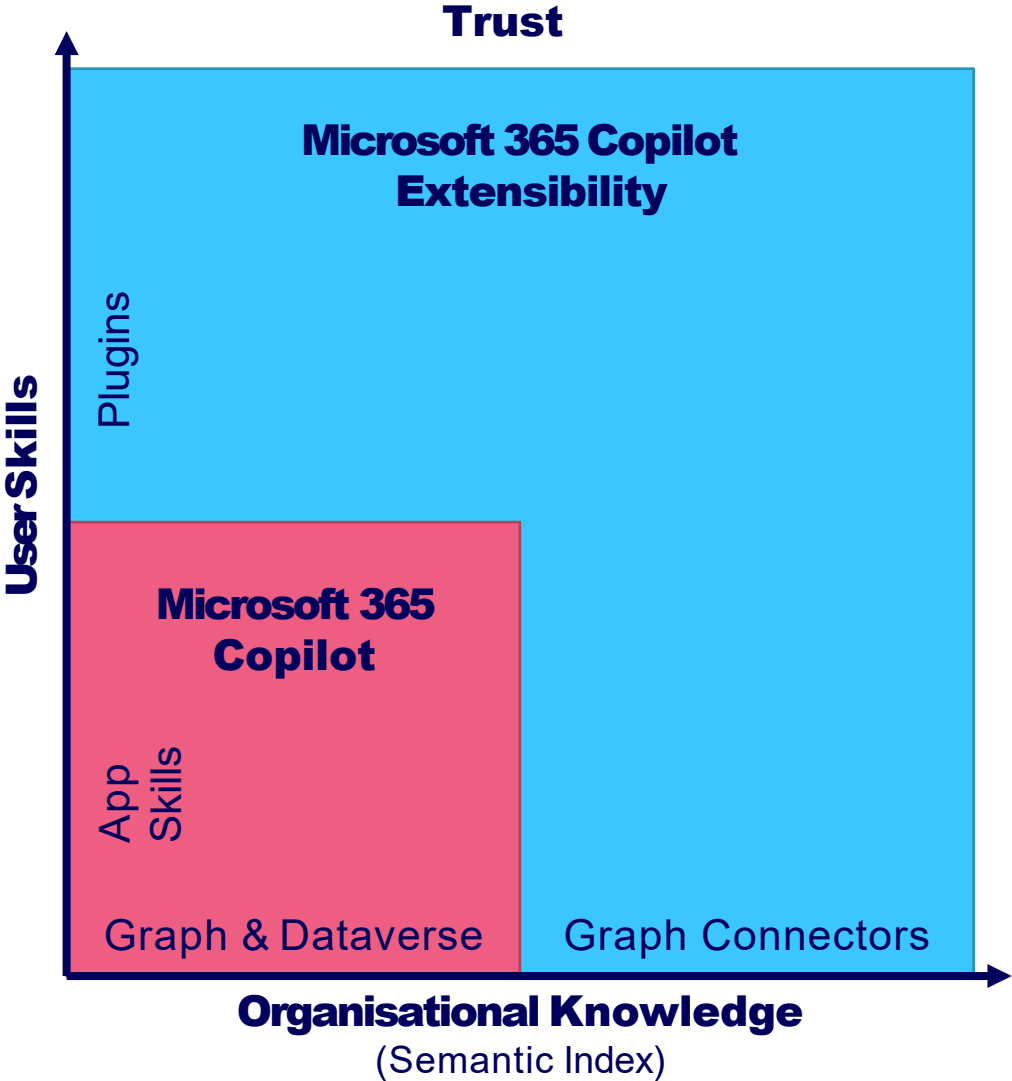 Trust
Microsoft 365 Copilot
Extensibility
Plugins
User Skills
Microsoft 365
Copilot
App
Skills
Graph & Dataverse
Graph Connectors
Organisational Knowledge
(Semantic Index)